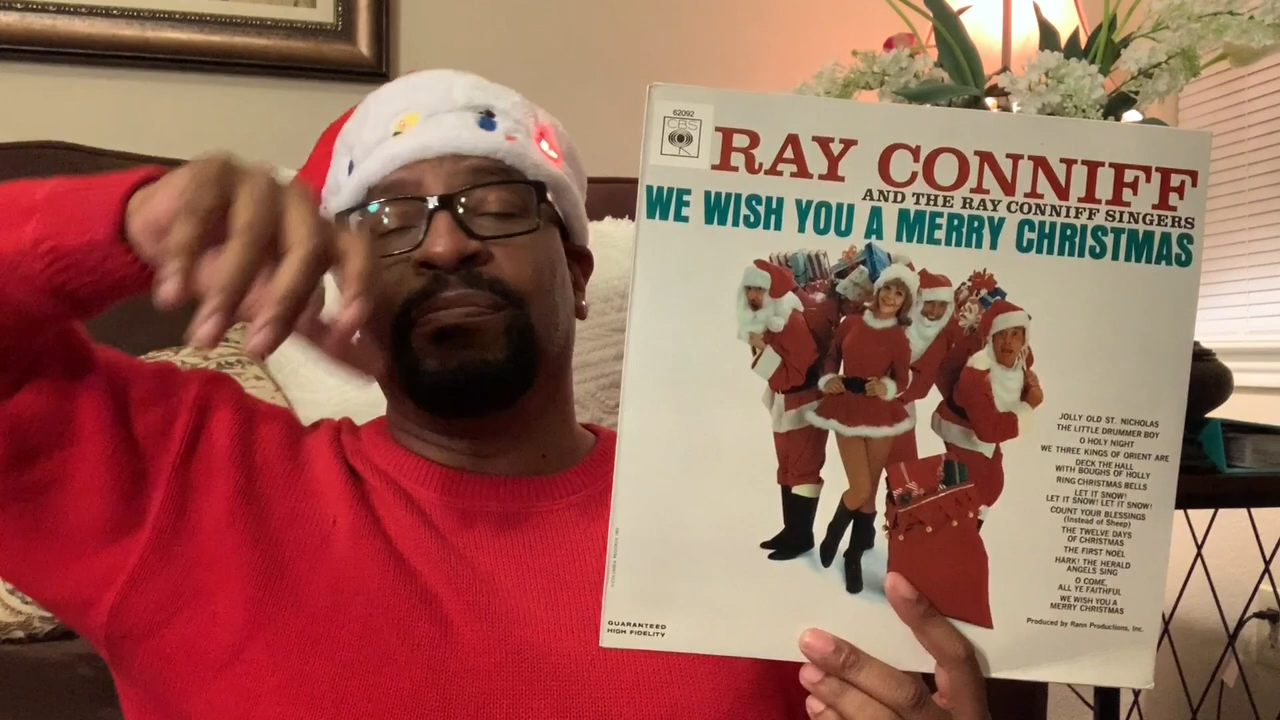 62092
CBS
RAY CONNIFF
AND THE RAY CONNIFF SINGERS
WE WISH YOU A MERRY CHRISTMAS
JOLLY OLD ST. NICHOLAS
THE LITTLE DRUMMER BOY
O HOLY NIGHT
WE THREE KINGS OF ORIENT ARE
DECK THE HALL
WITH BOUGHS OF HOLLY
RING CHRISTMAS BELLS
LET IT SNOW!
LET IT SNOW! LET IT SNOW!
COUNT YOUR BLESSINGS
(Instead of Sheep)
THE TWELVE DAYS
OF CHRISTMAS
THE FIRST NOEL
HARK! THE HERALD
ANGELS SING
O COME,
ALL YE FAITHFUL
WE WISH YOU A
MERRY CHRISTMAS
Produced by Rann Productions, Inc.
GUARANTEED
HIGH FIDELITY